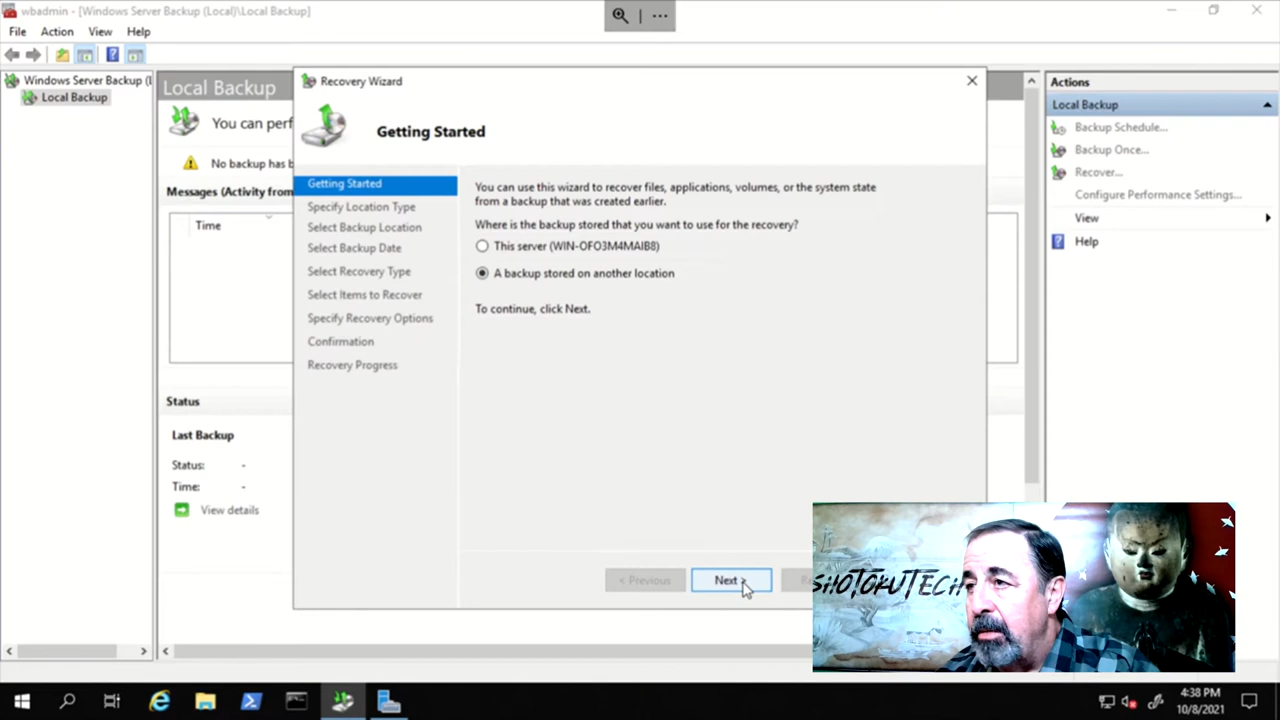 wbadmin - [Windows Server Backup (Local)\Local Backup]
File Action View Help
Windows Server Backup (l
Local Backup
Local Backup
You can perf
No backup has b
Messages (Activity from
Time
Status
Last Backup
Status: -
Time: -
View details
Recovery Wizard
Getting Started
Getting Started
Specify Location Type
Select Backup Location
Select Backup Date
Select Recovery Type
Select Items to Recover
Specify Recovery Options
Confirmation
Recovery Progress
You can use this wizard to recover files, applications, volumes, or the system state
from a backup that was created earlier.
Where is the backup stored that you want to use for the recovery?
This server (WIN-OFO3M4MAIB8)
A backup stored on another location
To continue, click Next.
< Previous
Next >
Actions
Local Backup
Backup Schedule...
Backup Once...
Recover...
Configure Performance Settings...
View
Help
SHOTOKUTECH
4:38 PM
10/8/2021